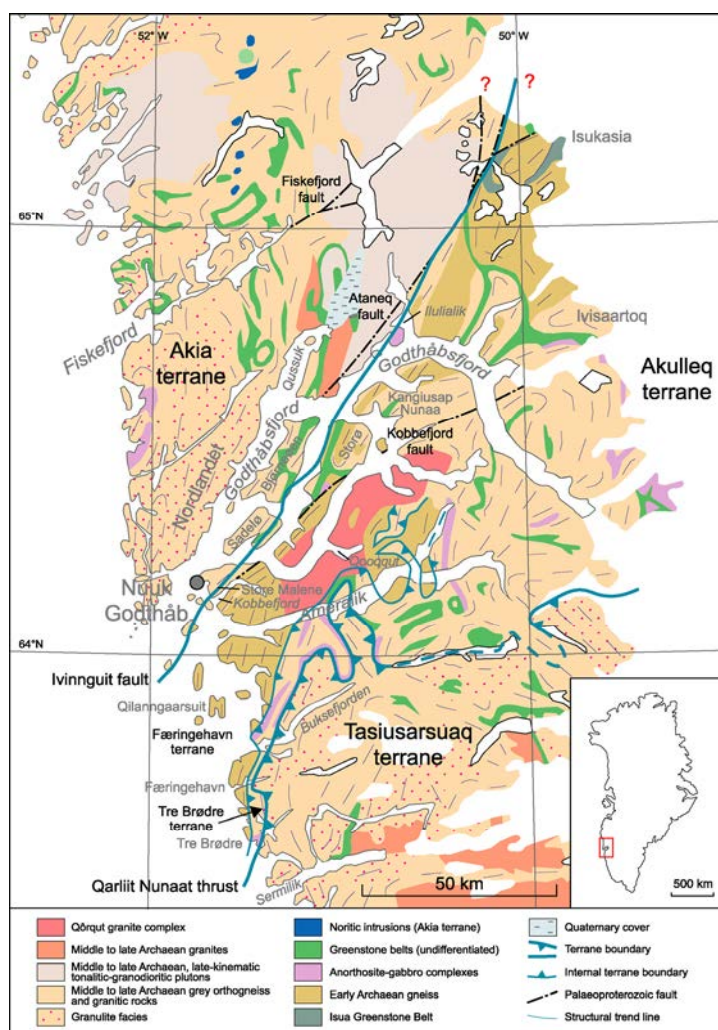 52° W
50° W
?
?
Isukasia
Fiskefjord
fault
65°N
Ataneq
fault
Ilulialik
Ivisaartoq
Fiskefjord
Akia
terrane
Qussuk
Godthåbsfjord
Akulleq
terrane
Kangiusap
Nunaa
Nordlandet
Godthåbsfjord
Bjørneøen
Storø
Kobbefjord
fault
Sadelø
Qooqqut
Nuuk
Godthåb
Store Malene
Kobbefjord
Ameralik
64°N
Ivinnguit fault
Qilanngaarsuit
Færingehavn
terrane
Buksefjorden
Tasiusarsuaq
terrane
Færingehavn
Tre Brødre
terrane
Tre Brødre
Qarliit Nunaat thrust
Sermilik
50 km
500 km
Qôrqut granite complex
Middle to late Archaean granites
Middle to late Archaean, late-kinematic
tonalitic-granodioritic plutons
Middle to late Archaean grey orthogneiss
and granitic rocks
Granulite facies
Noritic intrusions (Akia terrane)
Greenstone belts (undifferentiated)
Anorthosite-gabbro complexes
Early Archaean gneiss
Isua Greenstone Belt
Quaternary cover
Terrane boundary
Internal terrane boundary
Palaeoproterozoic fault
Structural trend line